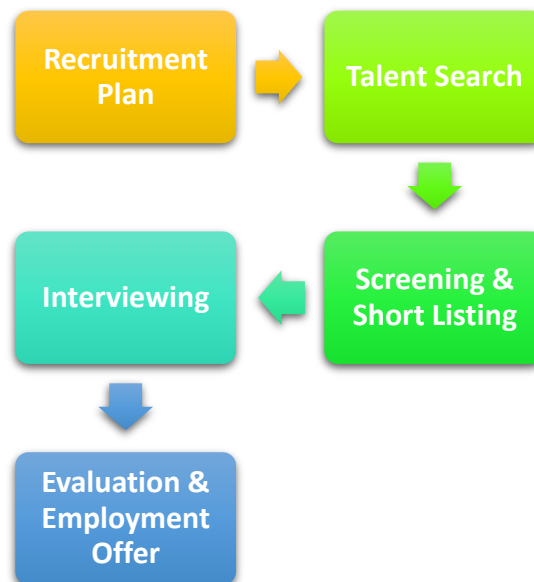 Recruitment
Plan
Talent Search
Screening &
Short Listing
Interviewing
Evaluation &
Employment
Offer